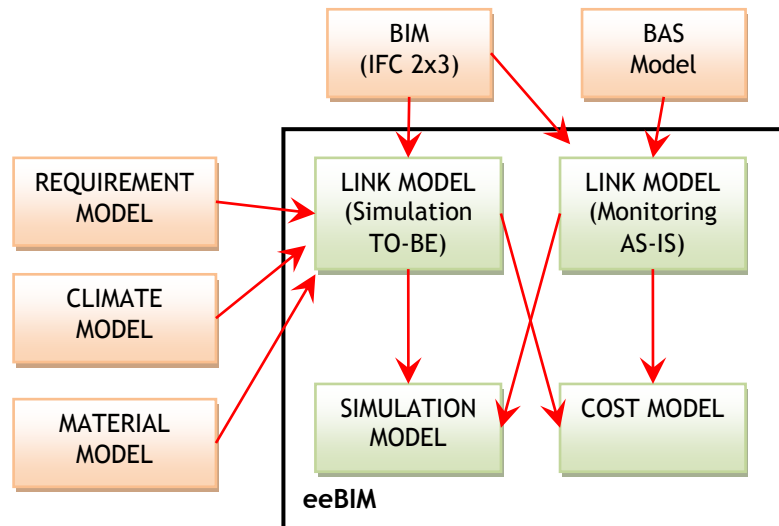 BIM
(IFC 2x3)
BAS
Model
REQUIREMENT
MODEL
LINK MODEL
(Simulation
TO-BE)
LINK MODEL
(Monitoring
AS-IS)
CLIMATE
MODEL
MATERIAL
MODEL
SIMULATION
MODEL
COST MODEL
eeBIM